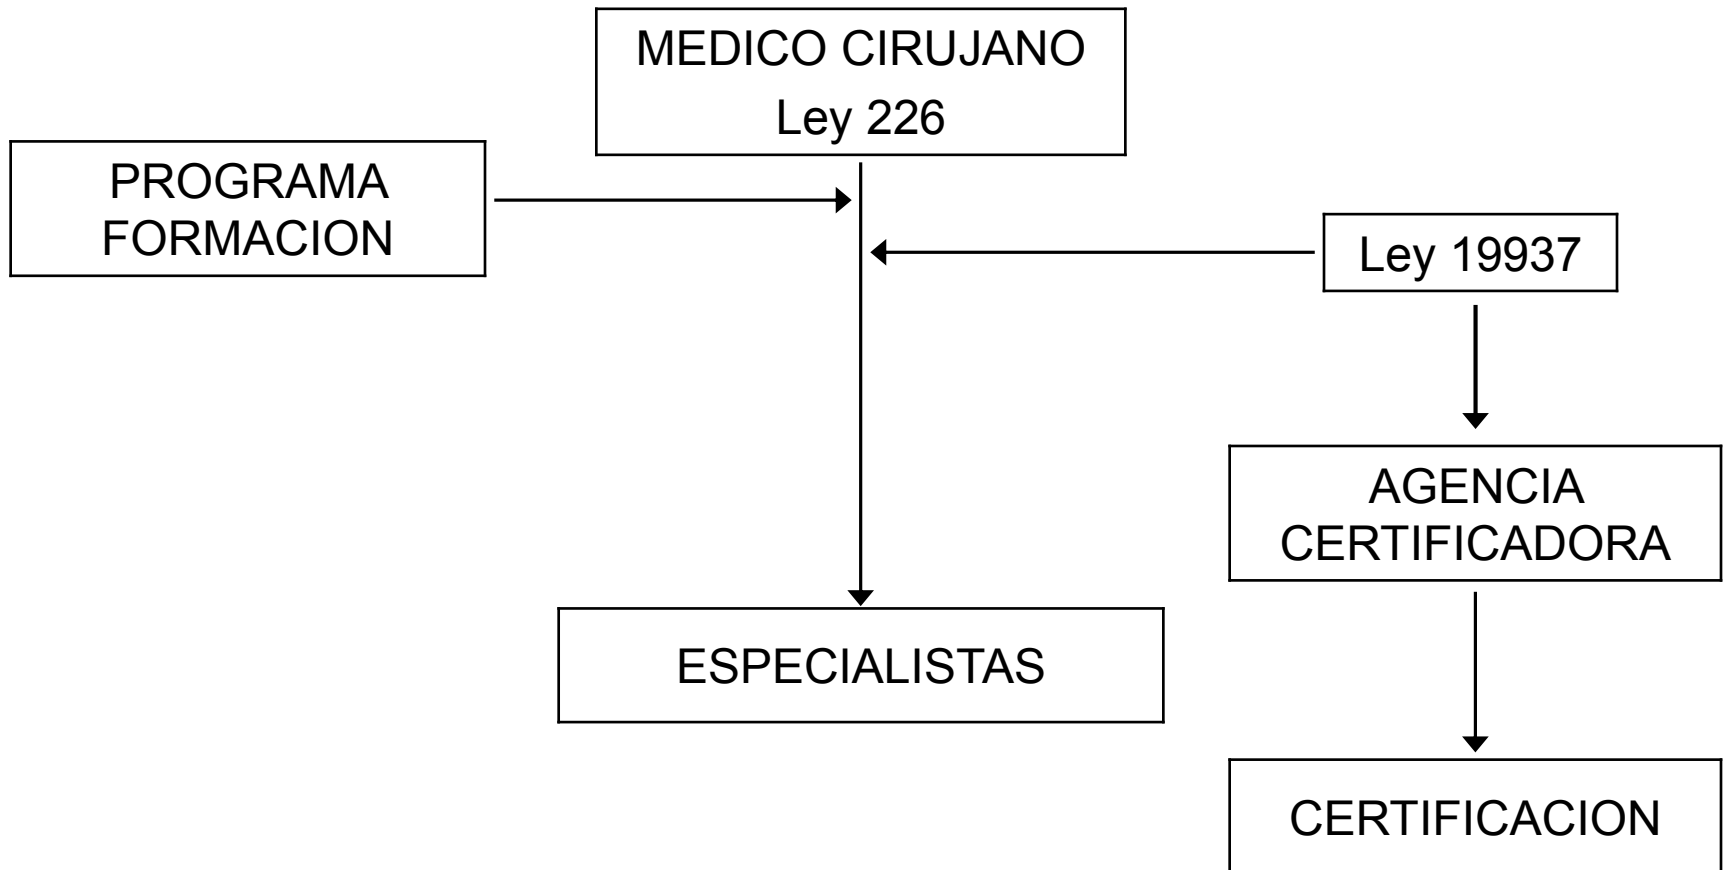 MEDICO CIRUJANO
Ley 226
PROGRAMA
FORMACION
Ley 19937
AGENCIA
CERTIFICADORA
ESPECIALISTAS
CERTIFICACION